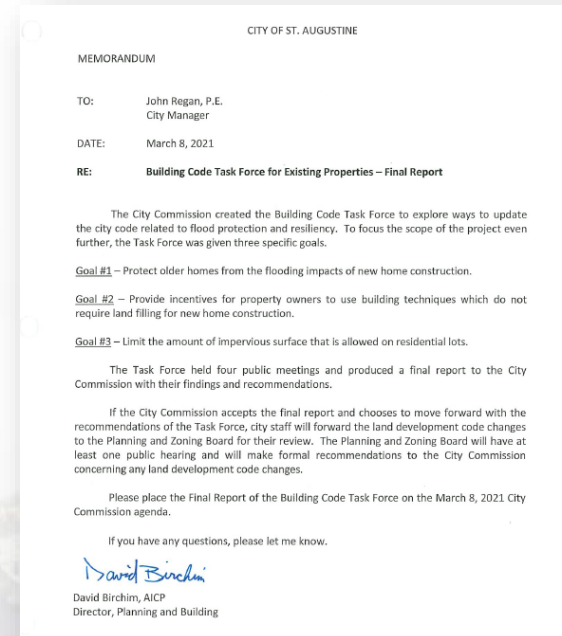 CITY OF ST. AUGUSTINE
MEMORANDUM
TO: John Regan, P.E.
City Manager
DATE: March 8, 2021
RE: Building Code Task Force for Existing Properties – Final Report
The City Commission created the Building Code Task Force to explore ways to update
the city code related to flood protection and resiliency. To focus the scope of the project even
further, the Task Force was given three specific goals.
Goal #1 – Protect older homes from the flooding impacts of new home construction.
Goal #2 – Provide incentives for property owners to use building techniques which do not
require land filling for new home construction.
Goal #3 – Limit the amount of impervious surface that is allowed on residential lots.
The Task Force held four public meetings and produced a final report to the City
Commission with their findings and recommendations.
If the City Commission accepts the final report and chooses to move forward with the
recommendations of the Task Force, city staff will forward the land development code changes
to the Planning and Zoning Board for their review. The Planning and Zoning Board will have at
least one public hearing and will make formal recommendations to the City Commission
concerning any land development code changes.
Please place the Final Report of the Building Code Task Force on the March 8, 2021 City
Commission agenda.
If you have any questions, please let me know.
David Birchim
David Birchim, AICP
Director, Planning and Building